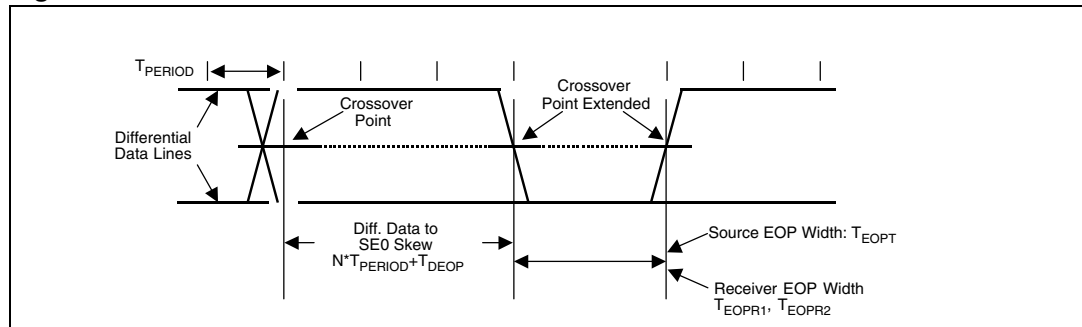 T_PERIOD
Crossover
Point
Crossover
Point Extended
Differential
Data Lines
Diff. Data to
SE0 Skew
N*T_PERIOD+T_DEOP
Source EOP Width: T_EOPT
Receiver EOP Width
T_EOPR1, T_EOPR2